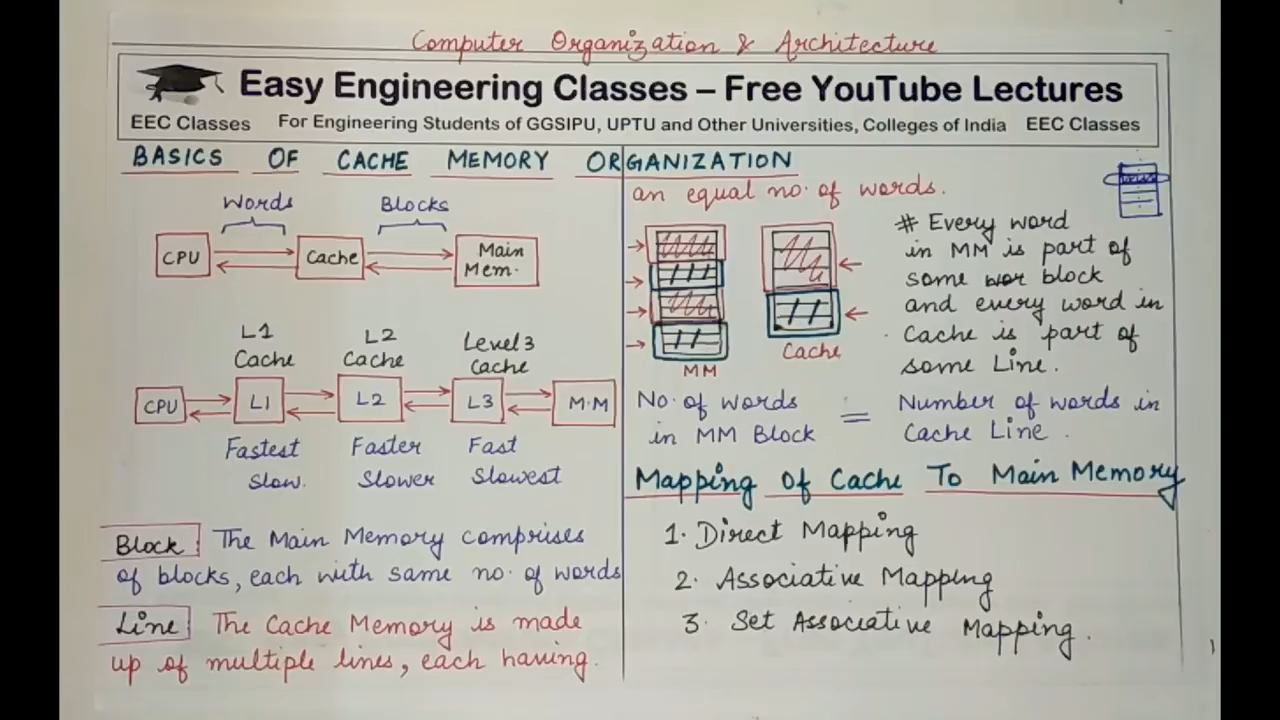 Computer Organization & Architecture
Easy Engineering Classes – Free YouTube Lectures
EEC Classes For Engineering Students of GGSIPU, UPTU and Other Universities, Colleges of India EEC Classes
BASICS OF CACHE MEMORY ORGANIZATION
Words Blocks
CPU Cache Main
Mem.
L1
Cache
L2
Cache
Level 3
Cache
CPU L1 L2 L3 M.M
Fastest Faster Fast
Slow. Slower Slowest
Block: The Main Memory comprises
of blocks, each with same no. of words
Line: The Cache Memory is made
up of multiple lines, each having.
an equal no. of words.
MM
Cache
# Every word
in MM is part of
some block
and every word in
Cache is part of
some Line.
No. of words
in MM Block
=
Number of words in
Cache Line.
Mapping Of Cache To Main Memory
1. Direct Mapping
2. Associative Mapping
3. Set Associative Mapping.